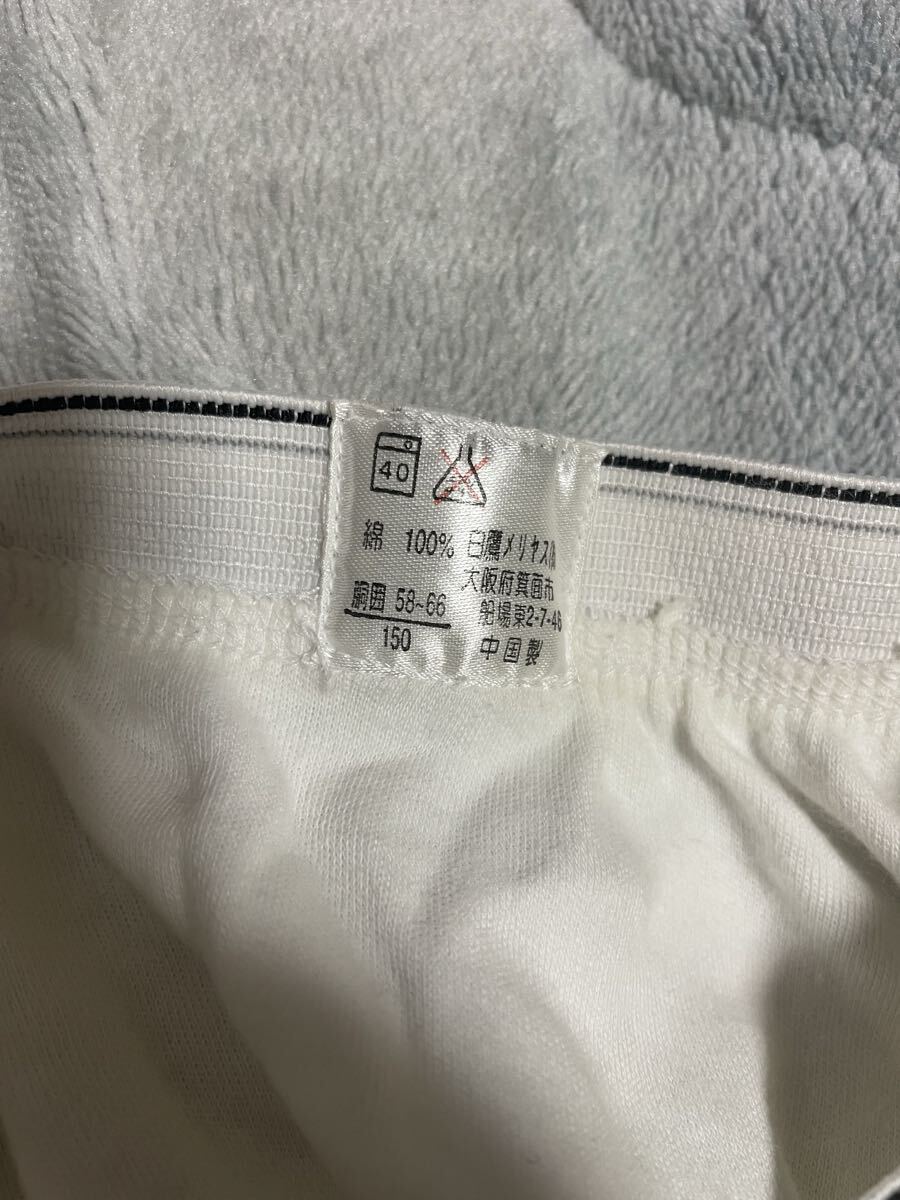 40
綿 100%
胴囲 58~66
150
白鷹メリヤス㈱
大阪府箕面市
船場東2-7-46
中国製